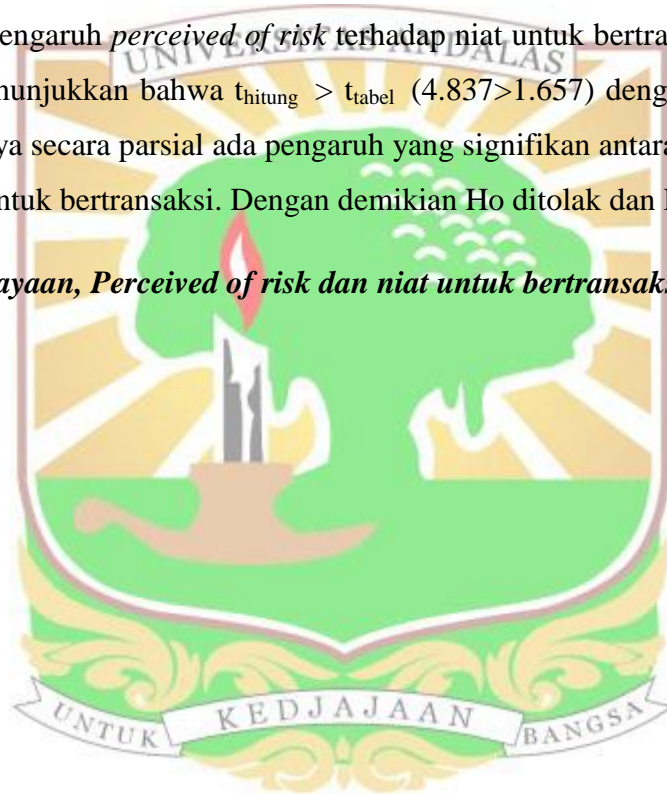 engaruh perceived of risk terhadap niat untuk bertra
UNIVERSITAS ANDALAS
nunjukkan bahwa thitung > ttabel (4.837>1.657) deng
ya secara parsial ada pengaruh yang signifikan antara
ntuk bertransaksi. Dengan demikian Ho ditolak dan
ayaan, Perceived of risk dan niat untuk bertransaks
UNTUK KEDJAJAAN BANGSA